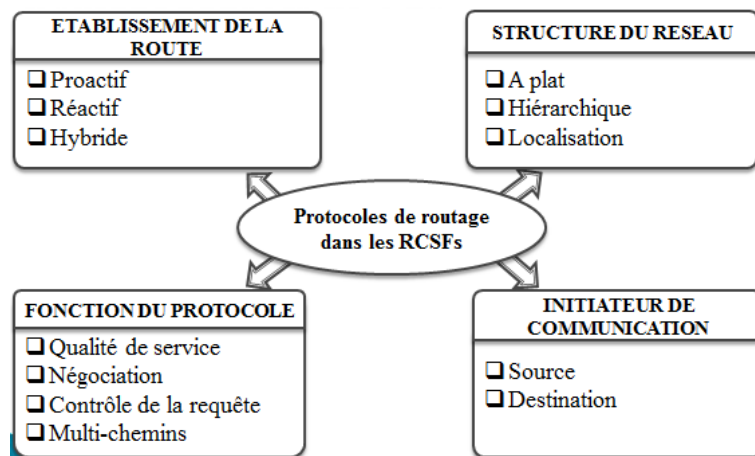 ETABLISSEMENT DE LA
ROUTE
❑ Proactif
❑ Réactif
❑ Hybride
STRUCTURE DU RESEAU
❑ A plat
❑ Hiérarchique
❑ Localisation
Protocoles de routage
dans les RCSFs
FONCTION DU PROTOCOLE
❑ Qualité de service
❑ Négociation
❑ Contrôle de la requête
❑ Multi-chemins
INITIATEUR DE
COMMUNICATION
❑ Source
❑ Destination